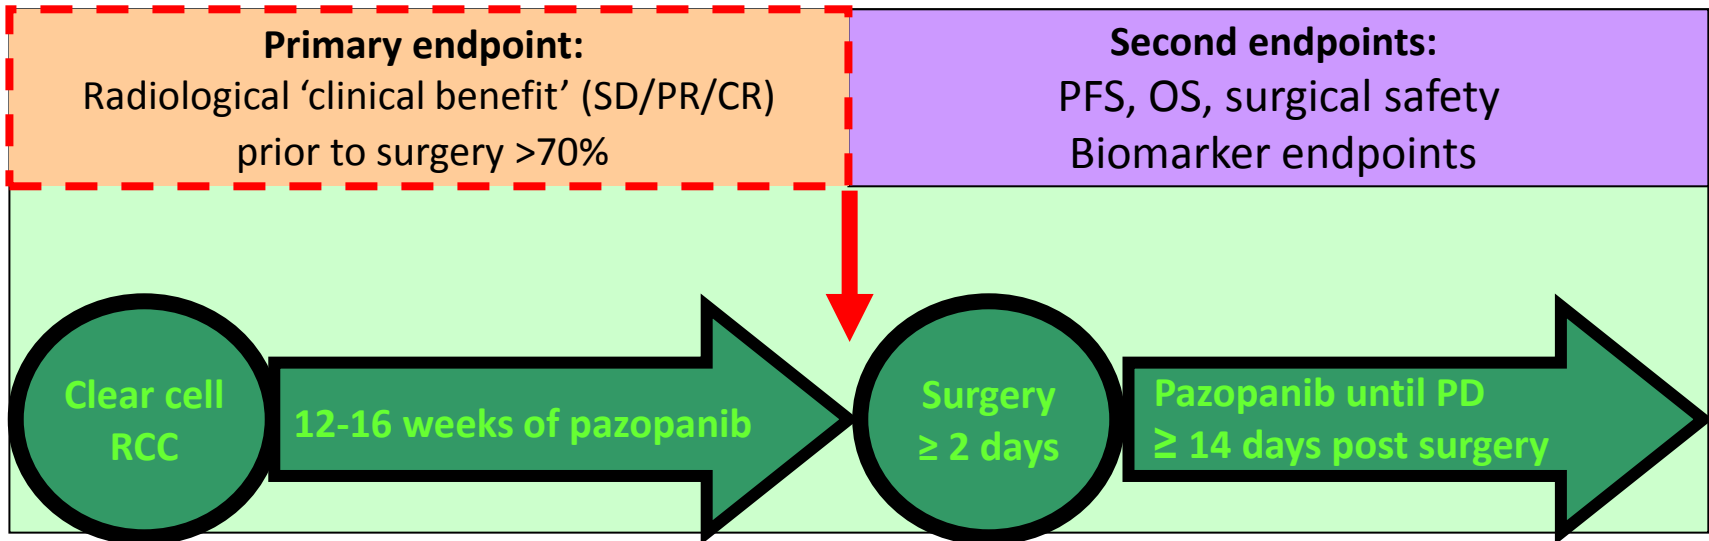 Primary endpoint:
Radiological ‘clinical benefit’ (SD/PR/CR)
prior to surgery >70%
Second endpoints:
PFS, OS, surgical safety
Biomarker endpoints
Clear cell
RCC
12-16 weeks of pazopanib
Surgery
≥ 2 days
Pazopanib until PD
≥ 14 days post surgery